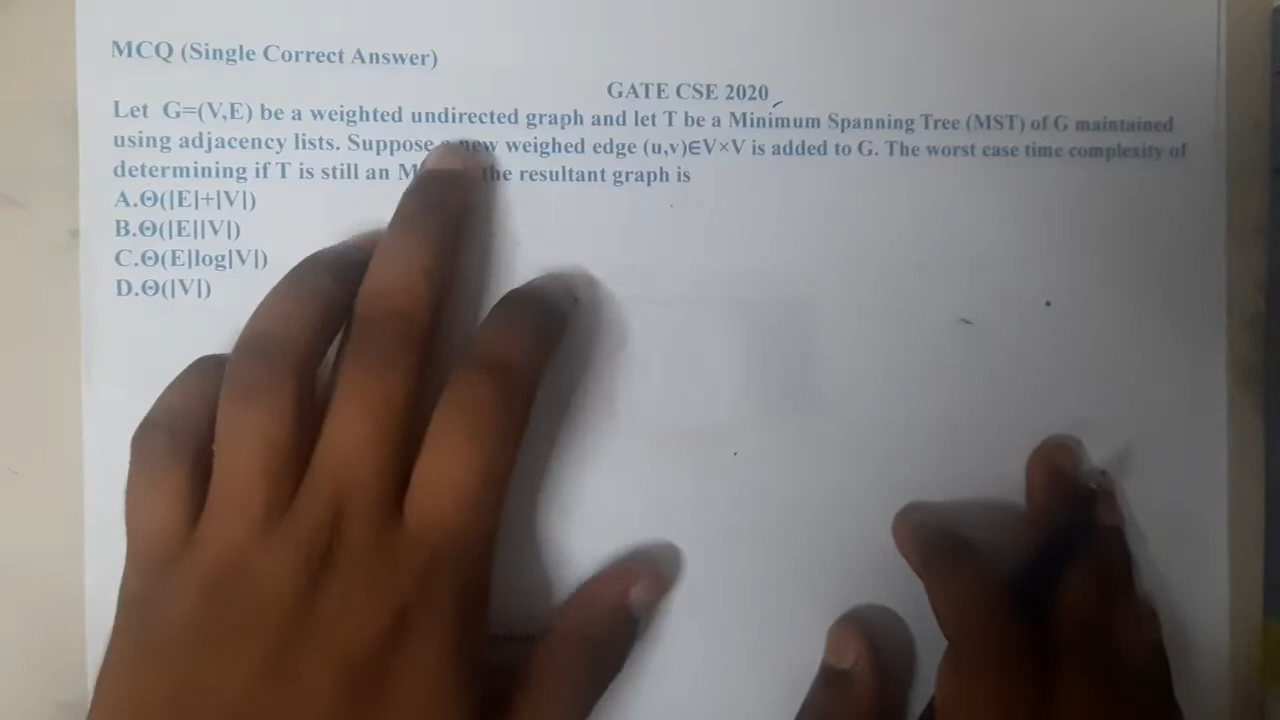 MCQ (Single Correct Answer)
GATE CSE 2020
Let G=(V,E) be a weighted undirected graph and let T be a Minimum Spanning Tree (MST) of G maintained
using adjacency lists. Suppose new weighed edge (u,v)∈V×V is added to G. The worst case time complexity of
determining if T is still an the resultant graph is
A.Θ(|E|+|V|)
B.Θ(|E||V|)
C.Θ(E|log|V|)
D.Θ(|V|)